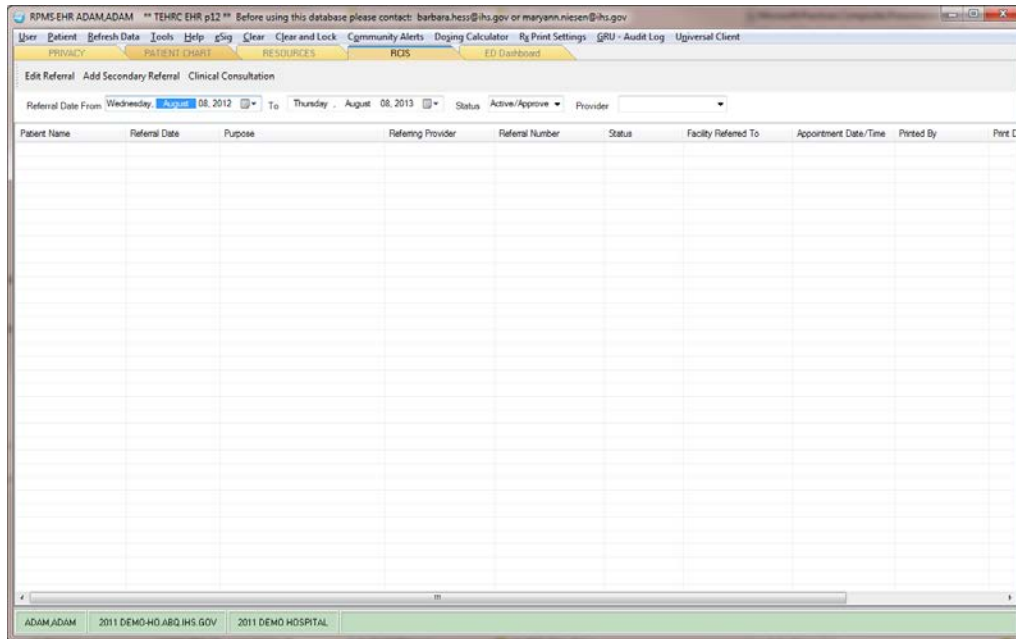 RPMS-EHR ADAM,ADAM ** TEHRC EHR p12 ** Before using this database please contact: barbara.hess@ihs.gov or maryann.niesen@ihs.gov
User Patient Refresh Data Tools Help eSig Clear Clear and Lock Community Alerts Dosing Calculator Rx Print Settings GRU - Audit Log Universal Client
PRIVACY PATIENT CHART RESOURCES RCIS ED Dashboard
Edit Referral Add Secondary Referral Clinical Consultation
Referral Date From Wednesday, August 08, 2012 To Thursday , August 08, 2013 Status Active/Approve Provider
Patient Name Referral Date Purpose Referring Provider Referral Number Status Facility Referred To Appointment Date/Time Printed By Print D
ADAM,ADAM 2011 DEMO-HO.ABQ.IHS.GOV 2011 DEMO HOSPITAL